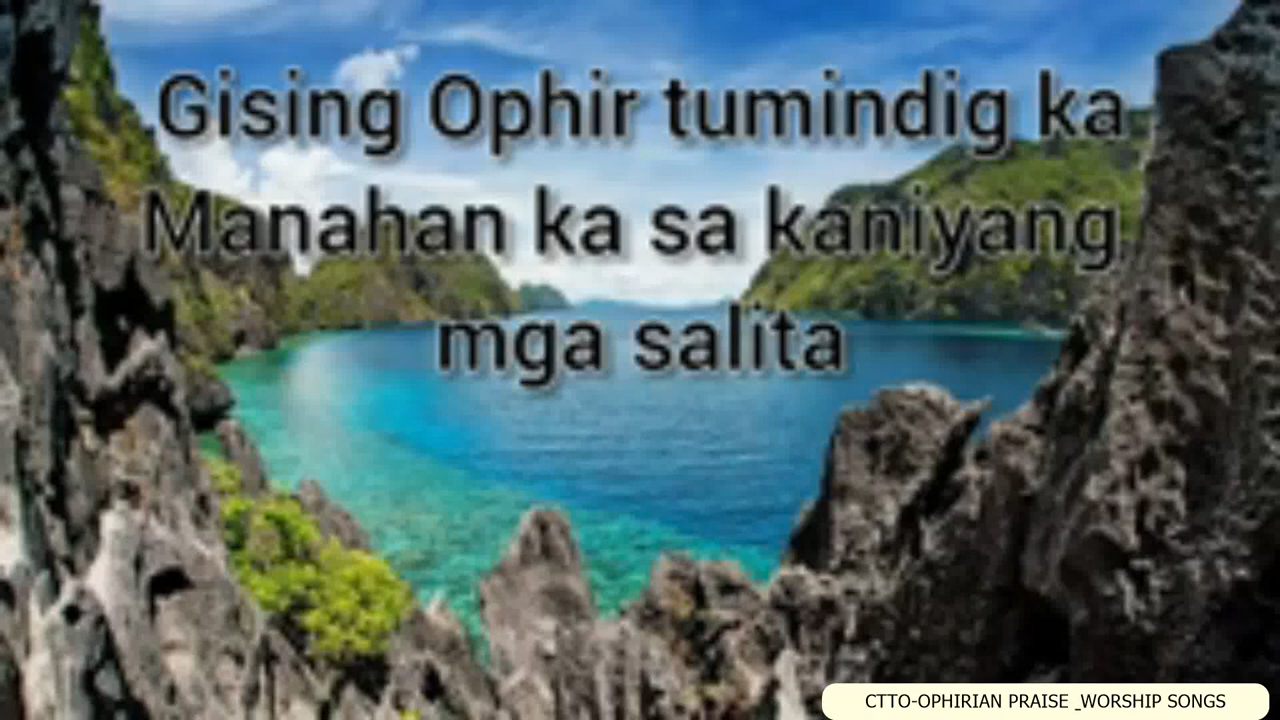 Gising Ophir tumindig ka
Manahan ka sa kaniyang
mga salita
CTTO-OPHIRIAN PRAISE _WORSHIP SONGS